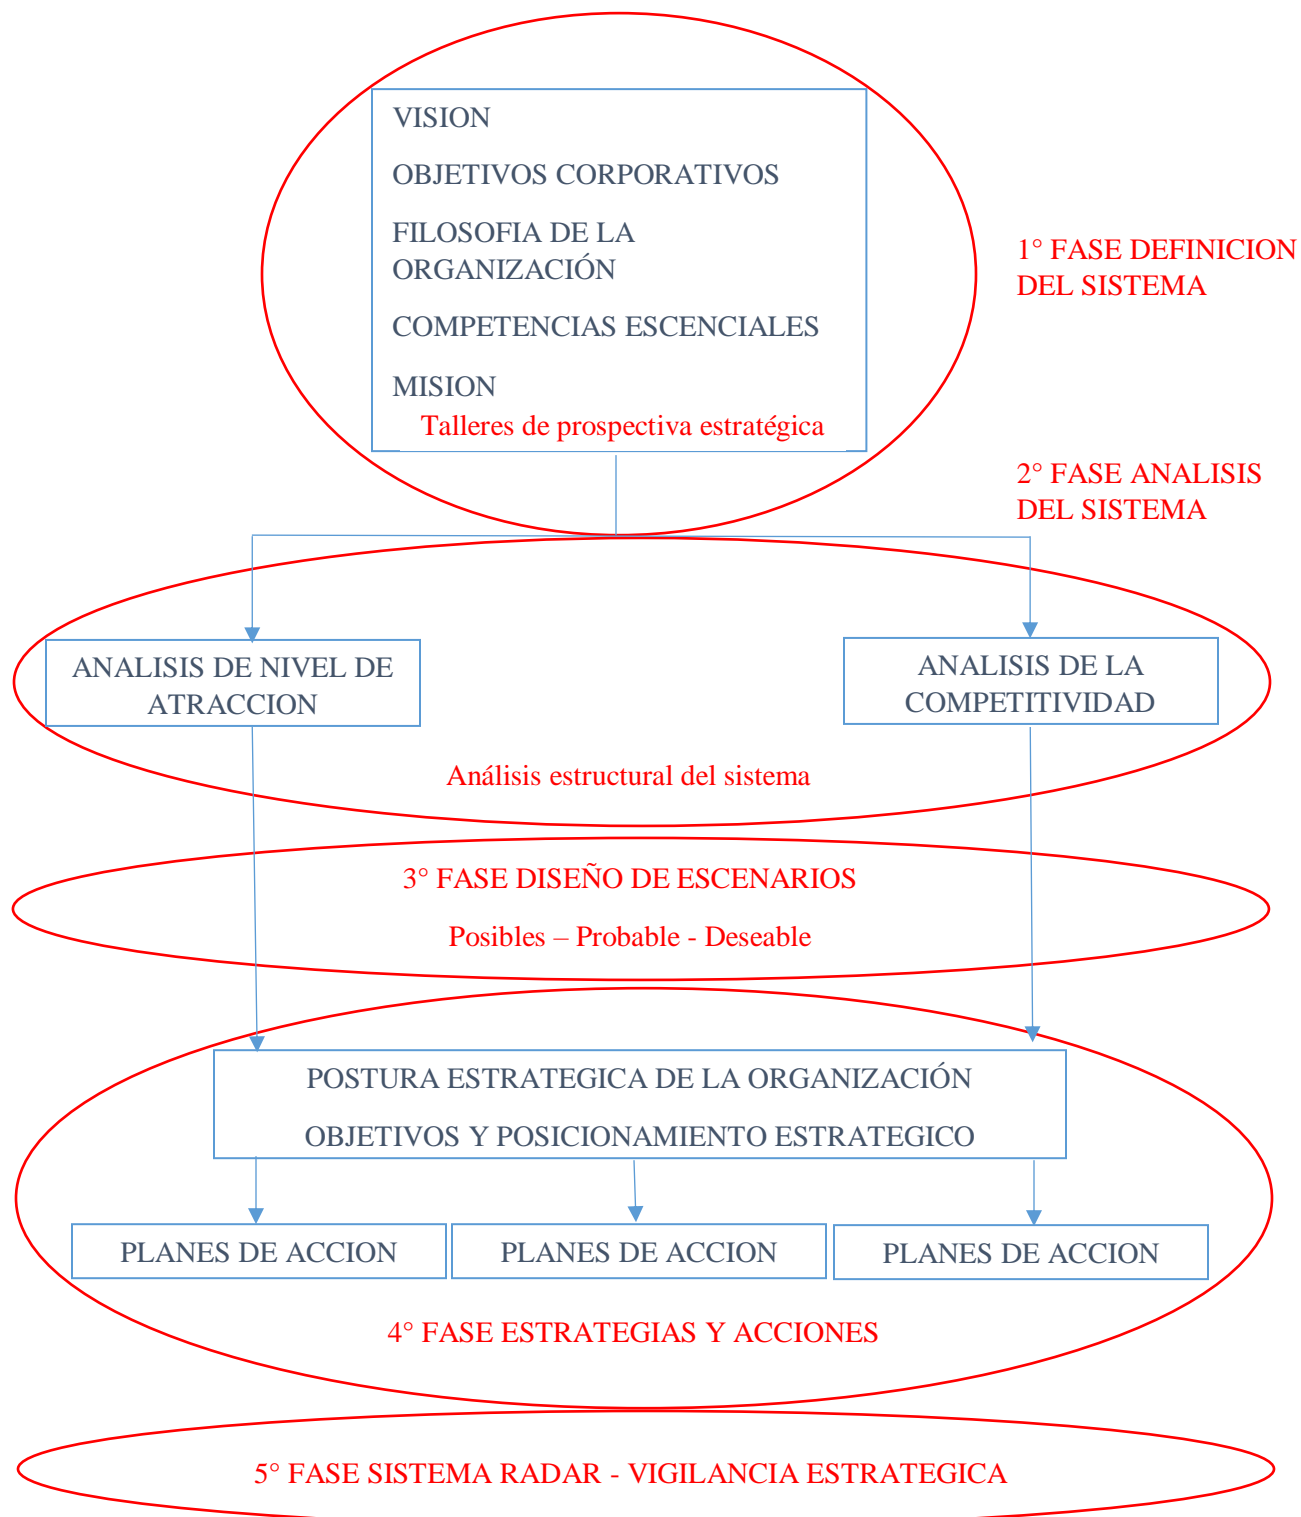 VISION
OBJETIVOS CORPORATIVOS
FILOSOFIA DE LA
ORGANIZACIÓN
COMPETENCIAS ESCENCIALES
MISION
Talleres de prospectiva estratégica
1° FASE DEFINICION
DEL SISTEMA
2° FASE ANALISIS
DEL SISTEMA
ANALISIS DE NIVEL DE
ATRACCION
ANALISIS DE LA
COMPETITIVIDAD
Análisis estructural del sistema
3° FASE DISEÑO DE ESCENARIOS
Posibles – Probable - Deseable
POSTURA ESTRATEGICA DE LA ORGANIZACIÓN
OBJETIVOS Y POSICIONAMIENTO ESTRATEGICO
PLANES DE ACCION
PLANES DE ACCION
PLANES DE ACCION
4° FASE ESTRATEGIAS Y ACCIONES
5° FASE SISTEMA RADAR - VIGILANCIA ESTRATEGICA